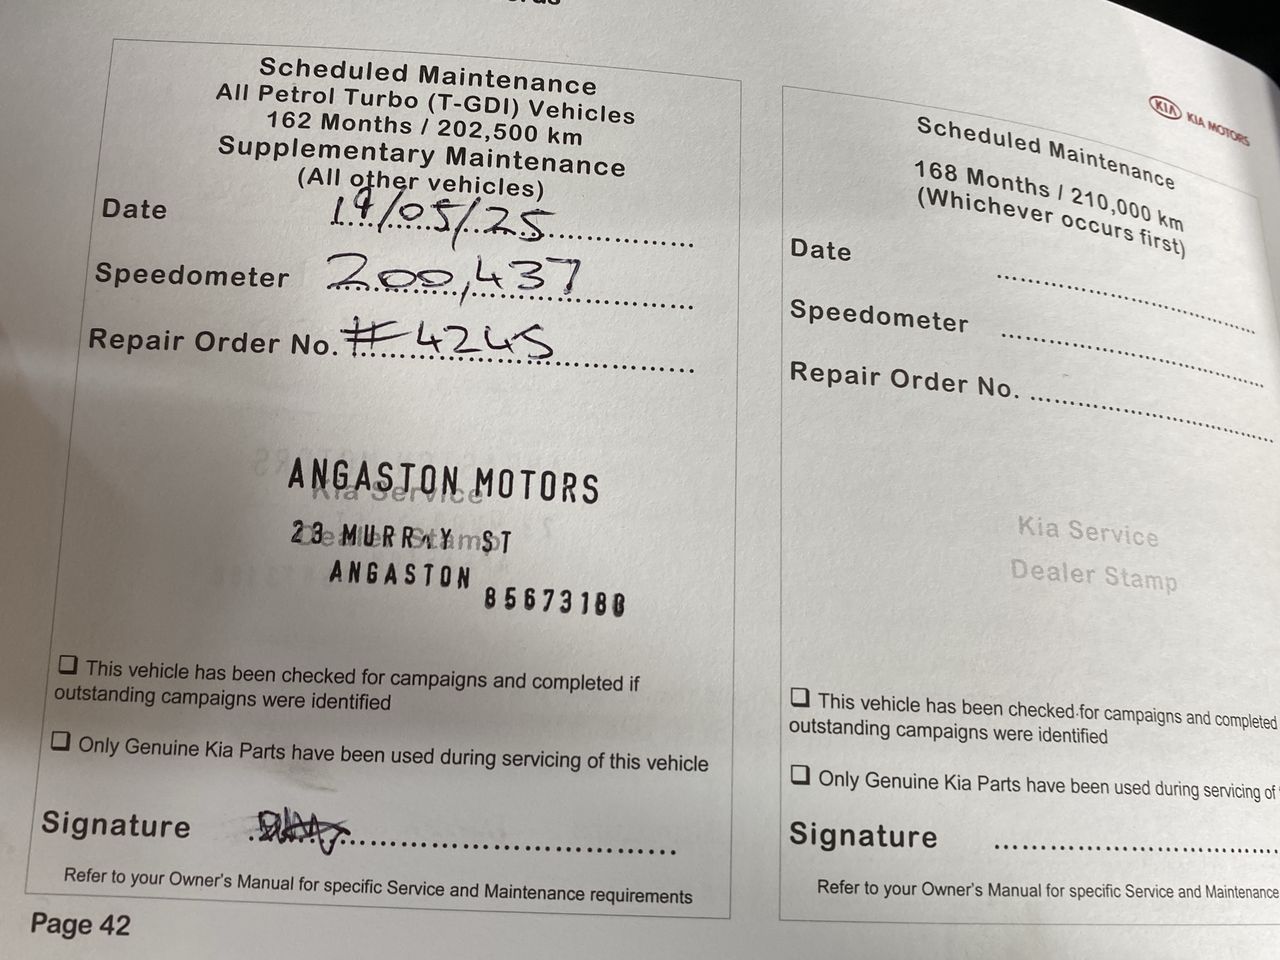 Scheduled Maintenance
All Petrol Turbo (T-GDI) Vehicles
162 Months / 202,500 km
Supplementary Maintenance
(All other vehicles)
Date 19/05/25
Speedometer 200,437
Repair Order No. #4245
Kia Service
Dealer Stamp
ANGASTON MOTORS
23 MURRAY ST
ANGASTON
85673180
❑ This vehicle has been checked for campaigns and completed if
outstanding campaigns were identified
❑ Only Genuine Kia Parts have been used during servicing of this vehicle
Signature
Refer to your Owner's Manual for specific Service and Maintenance requirements
Page 42
KIA KIA MOTORS
Scheduled Maintenance
168 Months / 210,000 km
(Whichever occurs first)
Date
Speedometer
Repair Order No.
Kia Service
Dealer Stamp
❑ This vehicle has been checked for campaigns and completed
outstanding campaigns were identified
❑ Only Genuine Kia Parts have been used during servicing of
Signature
Refer to your Owner's Manual for specific Service and Maintenance